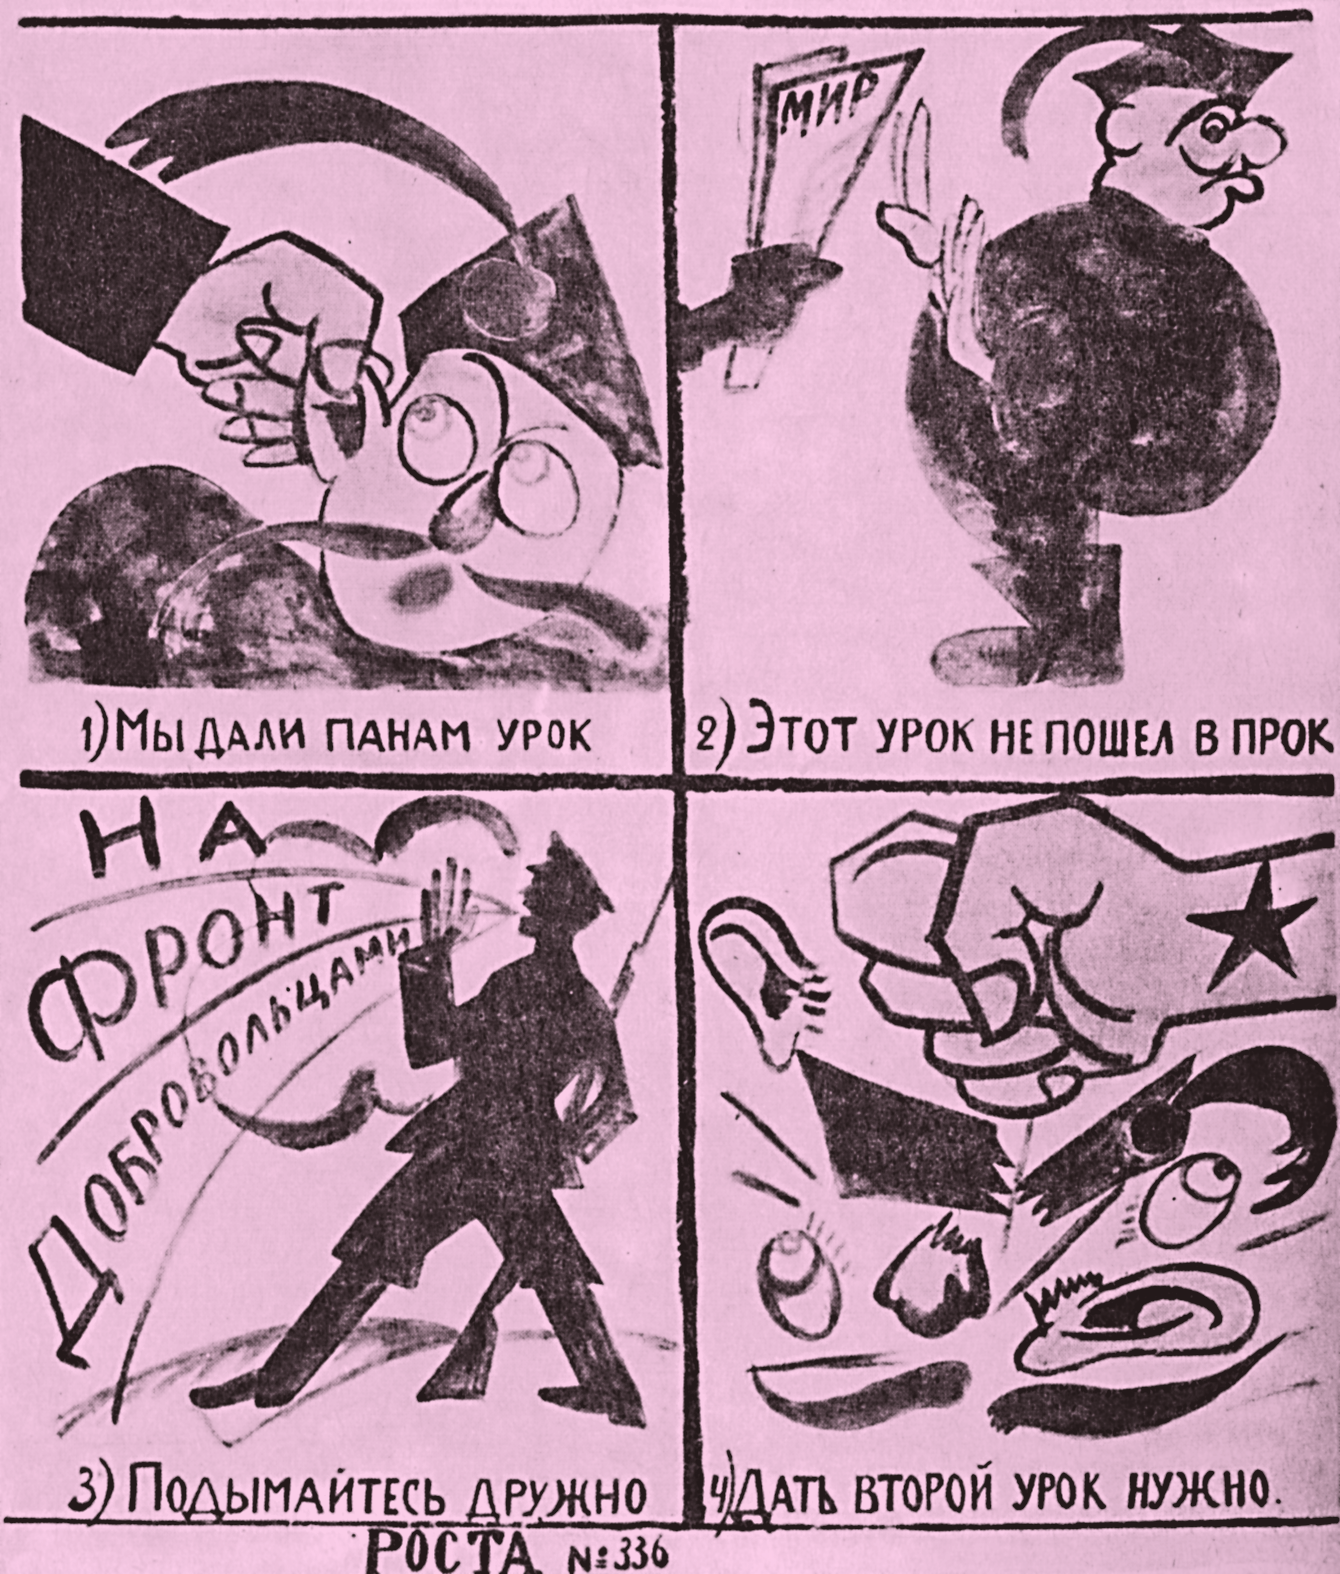 МИР
1) Мы дали панам урок
2) Этот урок не пошел в прок
НА
ФРОНТ
ДОБРОВОЛЬЦАМИ
3) Подымайтесь дружно
4) Дать второй урок нужно.
РОСТА №336